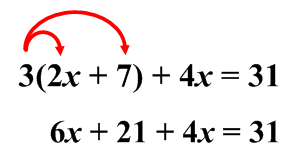 3(2x + 7) + 4x = 31
6x + 21 + 4x = 31